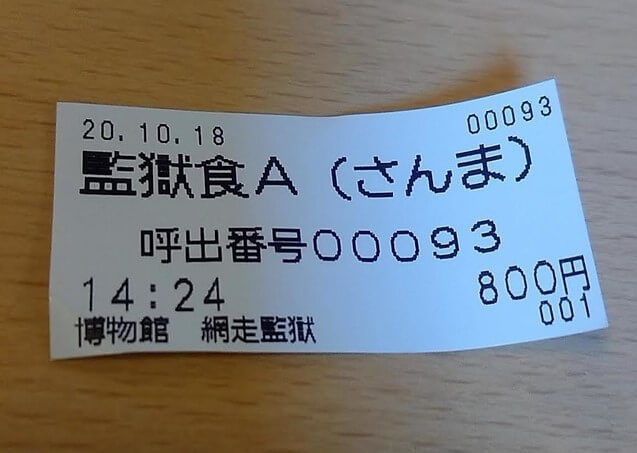 20.10.18 00093
監獄食A(さんま)
呼出番号00093
14:24 800円
博物館 網走監獄 001